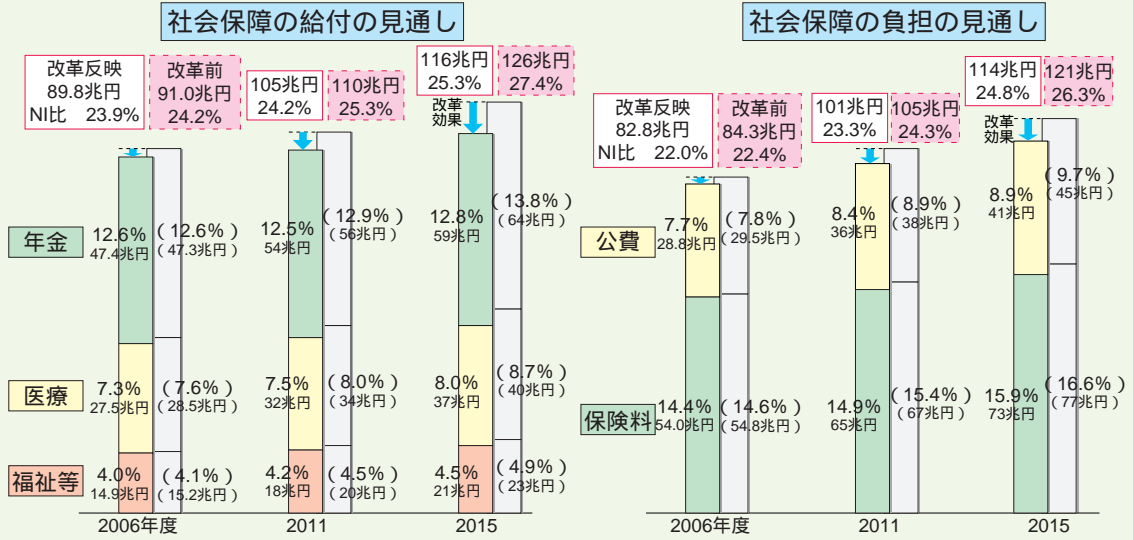 社会保障の給付の見通し
改革反映
89.8兆円
NI比 23.9%
改革前
91.0兆円
24.2%
105兆円
24.2%
110兆円
25.3%
116兆円
25.3%
126兆円
27.4%
改革
効果
年金
12.6%
47.4兆円
(12.6%)
(47.3兆円)
12.5%
54兆円
(12.9%)
(56兆円)
12.8%
59兆円
(13.8%)
(64兆円)
医療
7.3%
27.5兆円
(7.6%)
(28.5兆円)
7.5%
32兆円
(8.0%)
(34兆円)
8.0%
37兆円
(8.7%)
(40兆円)
福祉等
4.0%
14.9兆円
(4.1%)
(15.2兆円)
4.2%
18兆円
(4.5%)
(20兆円)
4.5%
21兆円
(4.9%)
(23兆円)
2006年度
2011
2015
社会保障の負担の見通し
改革反映
82.8兆円
NI比 22.0%
改革前
84.3兆円
22.4%
101兆円
23.3%
105兆円
24.3%
114兆円
24.8%
121兆円
26.3%
改革
効果
公費
7.7%
28.8兆円
(7.8%)
(29.5兆円)
8.4%
36兆円
(8.9%)
(38兆円)
8.9%
41兆円
(9.7%)
(45兆円)
保険料
14.4%
54.0兆円
(14.6%)
(54.8兆円)
14.9%
65兆円
(15.4%)
(67兆円)
15.9%
73兆円
(16.6%)
(77兆円)
2006年度
2011
2015